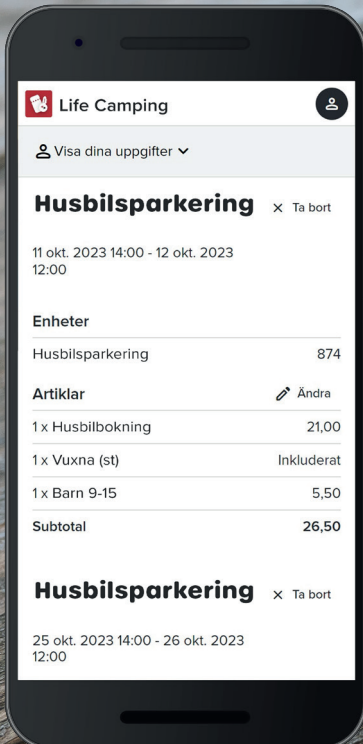 Life Camping
Visa dina uppgifter
Husbilsparkering × Ta bort
11 okt. 2023 14:00 - 12 okt. 2023
12:00
Enheter
Husbilsparkering 874
Artiklar Ändra
1 x Husbilbokning 21,00
1 x Vuxna (st) Inkluderat
1 x Barn 9-15 5,50
Subtotal 26,50
Husbilsparkering × Ta bort
25 okt. 2023 14:00 - 26 okt. 2023
12:00